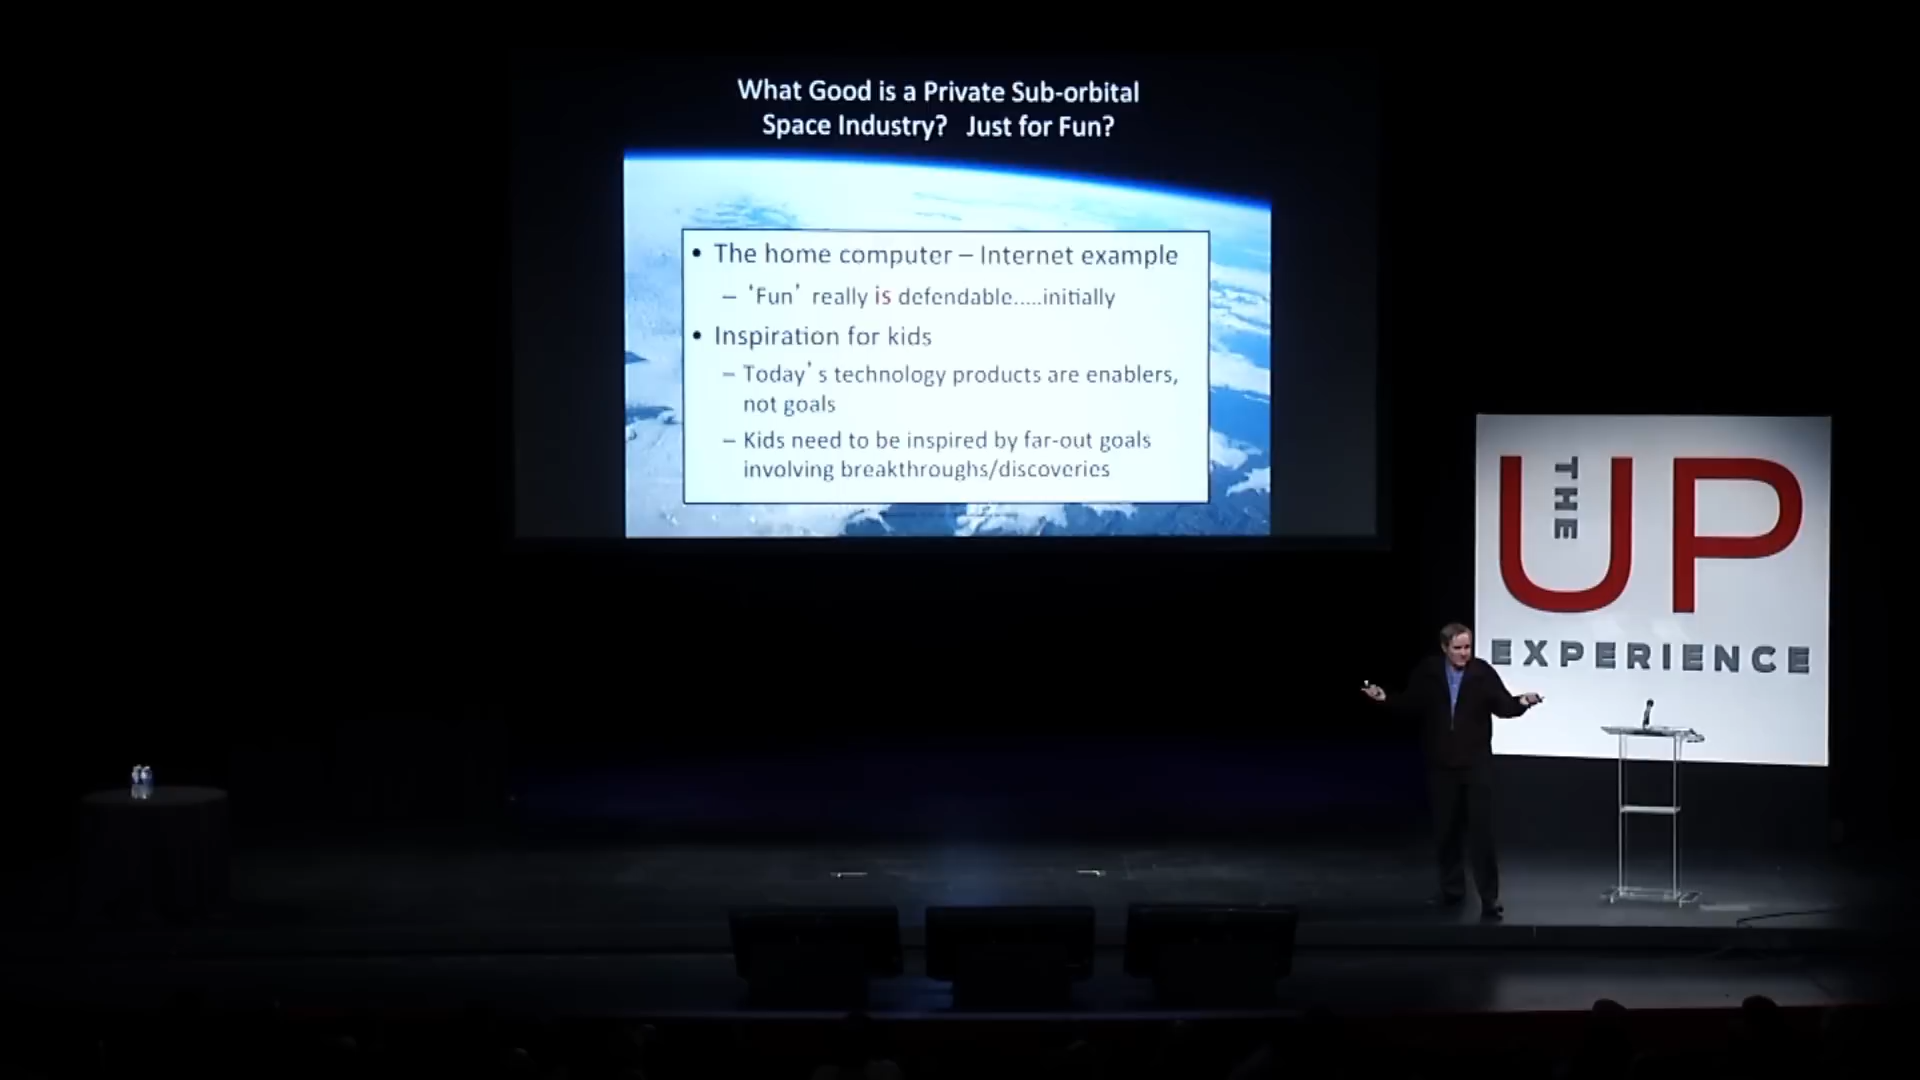 What Good is a Private Sub-orbital
Space Industry? Just for Fun?
• The home computer – Internet example
– ‘Fun’ really is defendable.....initially
• Inspiration for kids
– Today’s technology products are enablers,
not goals
– Kids need to be inspired by far-out goals
involving breakthroughs/discoveries
THE
UP
EXPERIENCE